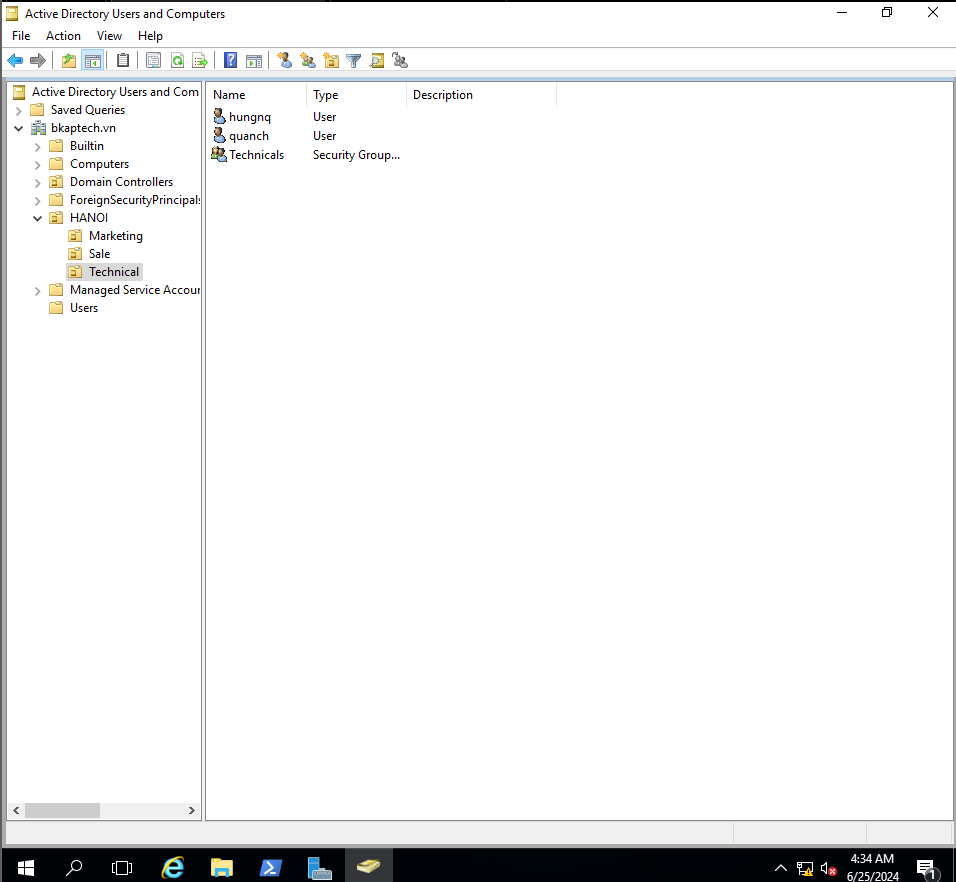 Active Directory Users and Computers
File Action View Help
Active Directory Users and Com
Saved Queries
bkaptech.vn
Builtin
Computers
Domain Controllers
ForeignSecurityPrincipals
HANOI
Marketing
Sale
Technical
Managed Service Accour
Users
Name Type Description
hungnq User
quanch User
Technicals Security Group...
4:34 AM
6/25/2024
1